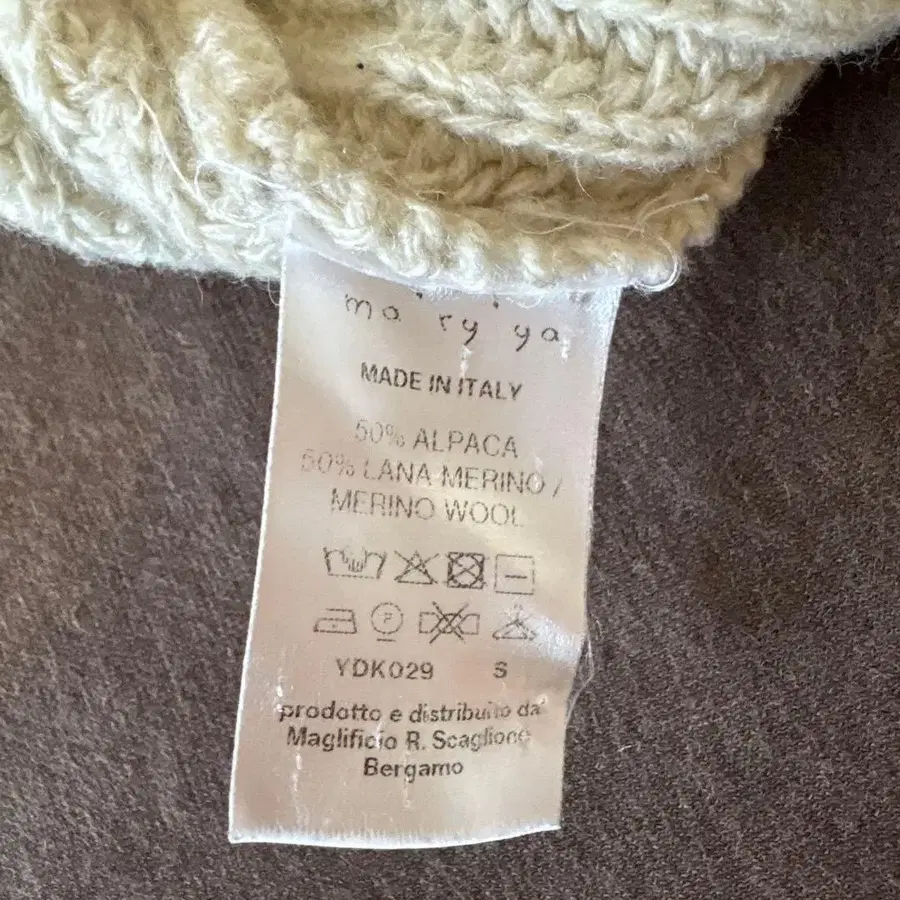 ma ry ya
MADE IN ITALY
50% ALPACA
50% LANA MERINO /
MERINO WOOL
P
YDK029 S
prodotto e distribuito da
Maglificio R. Scaglione
Bergamo